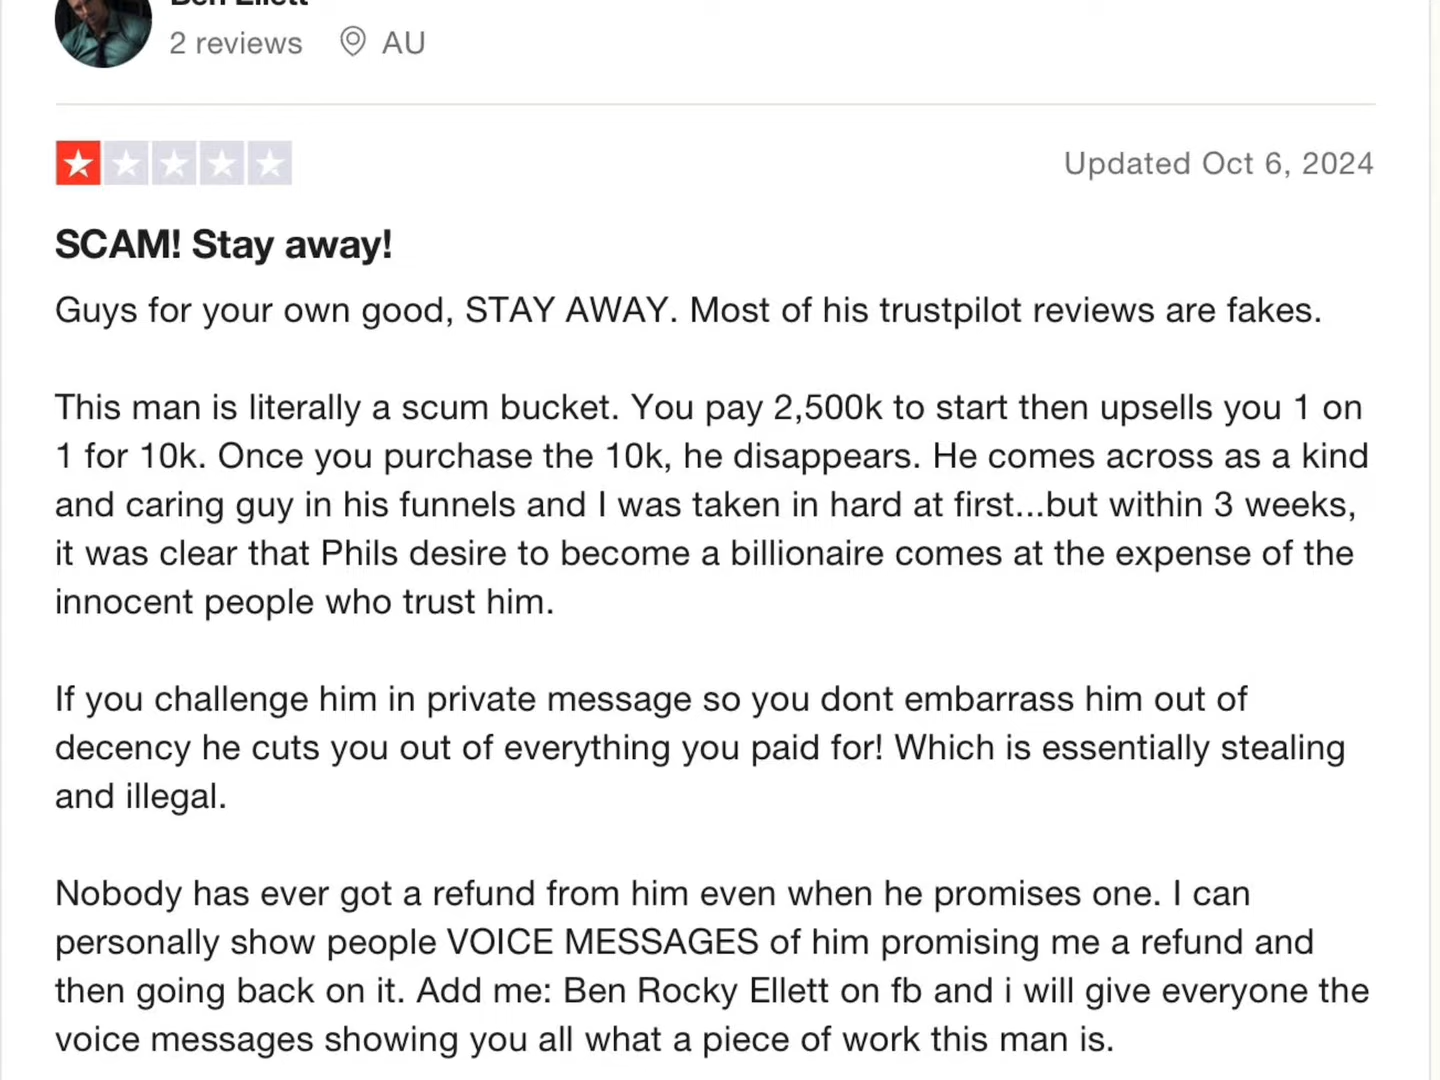 Ben Ellett
2 reviews AU
Updated Oct 6, 2024
SCAM! Stay away!
Guys for your own good, STAY AWAY. Most of his trustpilot reviews are fakes.
This man is literally a scum bucket. You pay 2,500k to start then upsells you 1 on
1 for 10k. Once you purchase the 10k, he disappears. He comes across as a kind
and caring guy in his funnels and I was taken in hard at first...but within 3 weeks,
it was clear that Phils desire to become a billionaire comes at the expense of the
innocent people who trust him.
If you challenge him in private message so you dont embarrass him out of
decency he cuts you out of everything you paid for! Which is essentially stealing
and illegal.
Nobody has ever got a refund from him even when he promises one. I can
personally show people VOICE MESSAGES of him promising me a refund and
then going back on it. Add me: Ben Rocky Ellett on fb and i will give everyone the
voice messages showing you all what a piece of work this man is.